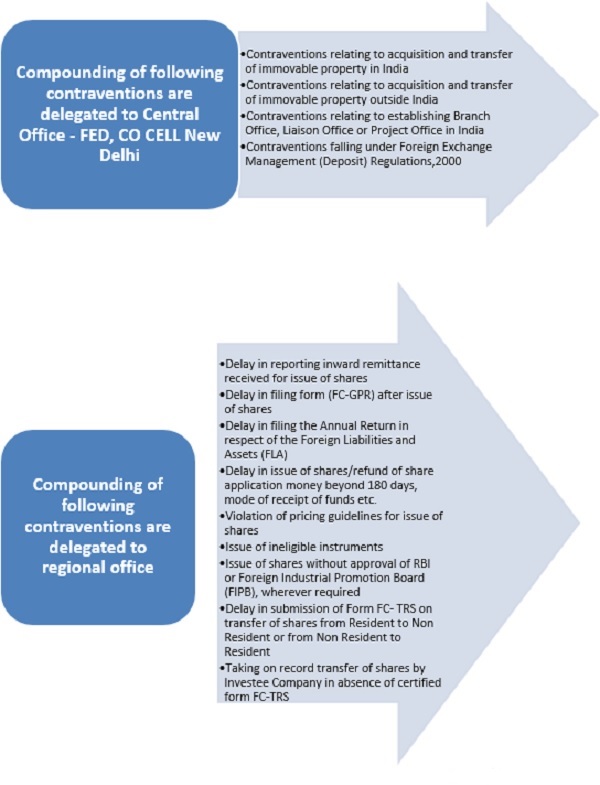 Compounding of following
contraventions are
delegated to Central
Office - FED, CO CELL New
Delhi
•Contraventions relating to acquisition and transfer
of immovable property in India
•Contraventions relating to acquisition and transfer
of immovable property outside India
•Contraventions relating to establishing Branch
Office, Liaison Office or Project Office in India
•Contraventions falling under Foreign Exchange
Management (Deposit) Regulations,2000
Compounding of
following
contraventions are
delegated to
regional office
•Delay in reporting inward remittance
received for issue of shares
•Delay in filing form (FC-GPR) after issue
of shares
•Delay in filing the Annual Return in
respect of the Foreign Liabilities and
Assets (FLA)
•Delay in issue of shares/refund of share
application money beyond 180 days,
mode of receipt of funds etc.
•Violation of pricing guidelines for issue of
shares
•Issue of ineligible instruments
•Issue of shares without approval of RBI
or Foreign Industrial Promotion Board
(FIPB), wherever required
•Delay in submission of Form FC- TRS on
transfer of shares from Resident to Non
Resident or from Non Resident to
Resident
•Taking on record transfer of shares by
Investee Company in absence of certified
form FC-TRS